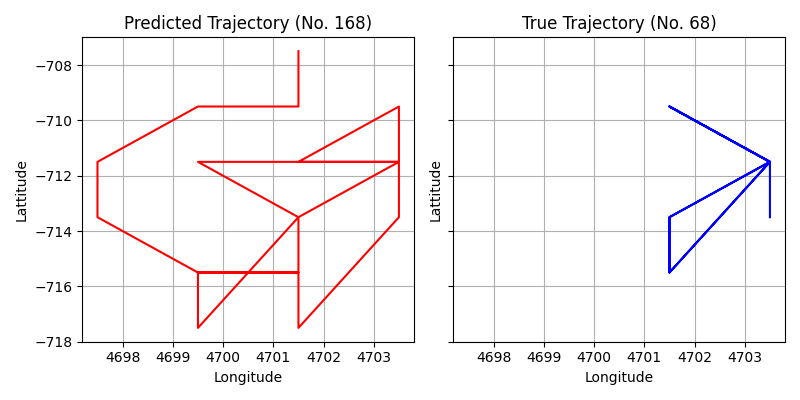 Predicted Trajectory (No. 168)
True Trajectory (No. 68)
−708
−710
−712
−714
−716
−718
Lattitude
Lattitude
4698 4699 4700 4701 4702 4703
4698 4699 4700 4701 4702 4703
Longitude
Longitude